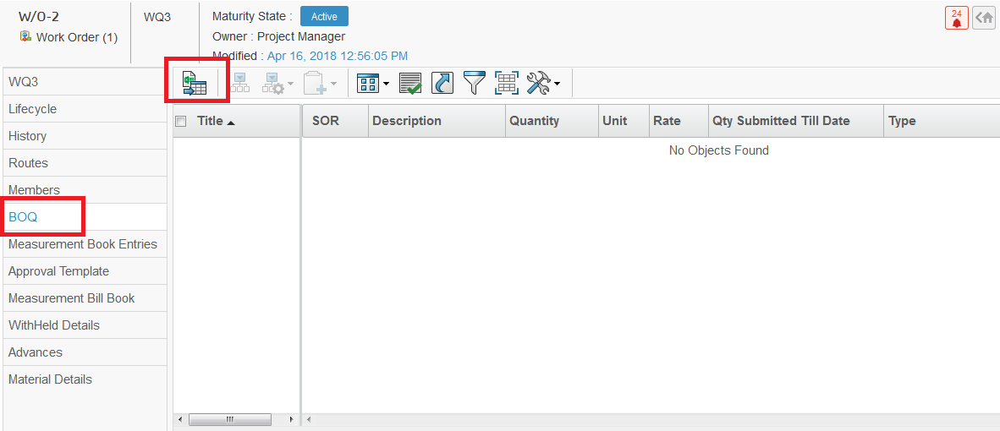 W/O-2
Work Order (1)
WQ3
Maturity State : Active
Owner : Project Manager
Modified : Apr 16, 2018 12:56:05 PM
24
WQ3
Lifecycle
History
Routes
Members
BOQ
Measurement Book Entries
Approval Template
Measurement Bill Book
WithHeld Details
Advances
Material Details
Title SOR Description Quantity Unit Rate Qty Submitted Till Date Type
No Objects Found